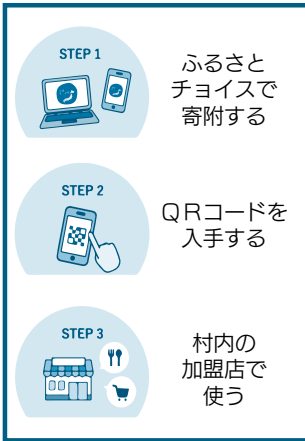 STEP 1
ふるさと
チョイスで
寄附する
STEP 2
QRコードを
入手する
STEP 3
村内の
加盟店で
使う